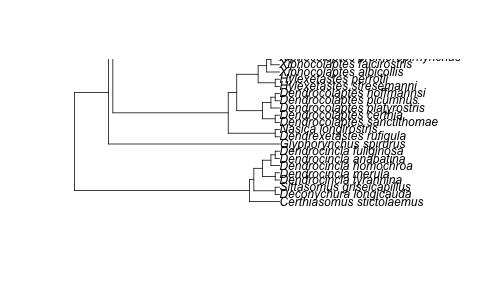 Xiphocolaptes falcirostris
Xiphocolaptes albicollis
Hylexetastes perrotii
Hylexetastes stresemanni
Dendrocolaptes hoffmannsi
Dendrocolaptes picumnus
Dendrocolaptes platyrostris
Dendrocolaptes certhia
Dendrocolaptes sanctithomae
Nasica longirostris
Dendrexetastes rufigula
Glyphorynchus spirurus
Dendrocincla fuliginosa
Dendrocincla anabatina
Dendrocincla homochroa
Dendrocincla merula
Dendrocincla tyrannina
Sittasomus griseicapillus
Deconychura longicauda
Certhiasomus stictolaemus